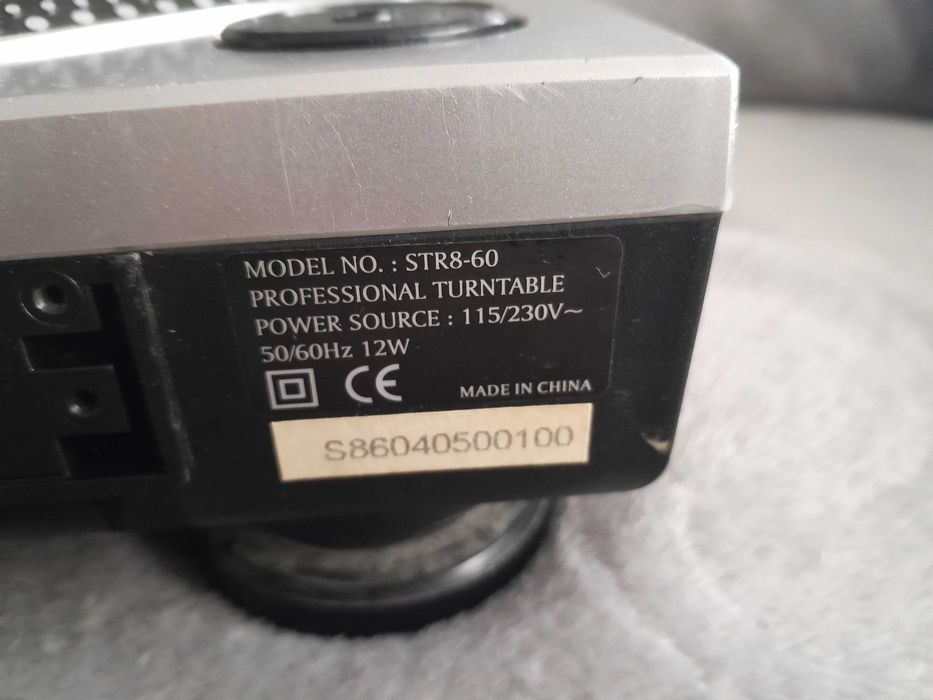 MODEL NO. : STR8-60
PROFESSIONAL TURNTABLE
POWER SOURCE : 115/230V~
50/60Hz 12W
CE MADE IN CHINA
S86040500100